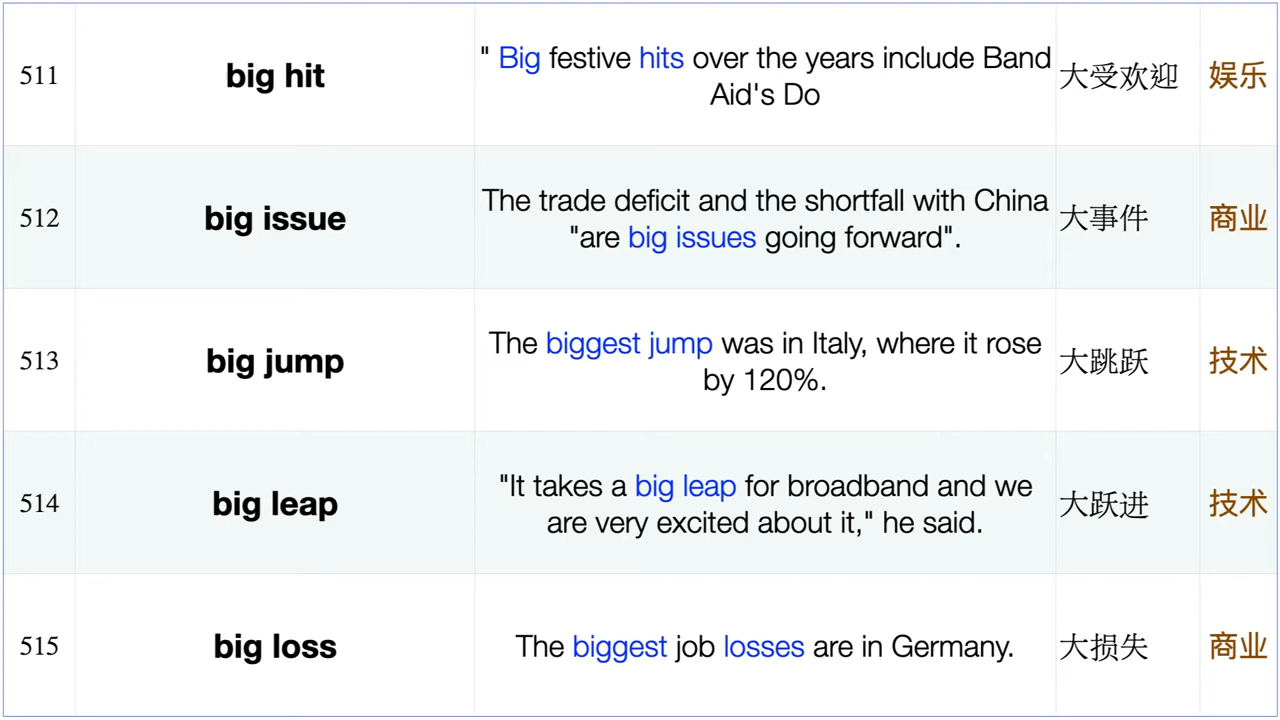 511 big hit " Big festive hits over the years include Band 大受欢迎 娱乐
Aid's Do
512 big issue The trade deficit and the shortfall with China 大事件 商业
"are big issues going forward".
513 big jump The biggest jump was in Italy, where it rose 大跳跃 技术
by 120%.
514 big leap "It takes a big leap for broadband and we 大跃进 技术
are very excited about it," he said.
515 big loss The biggest job losses are in Germany. 大损失 商业